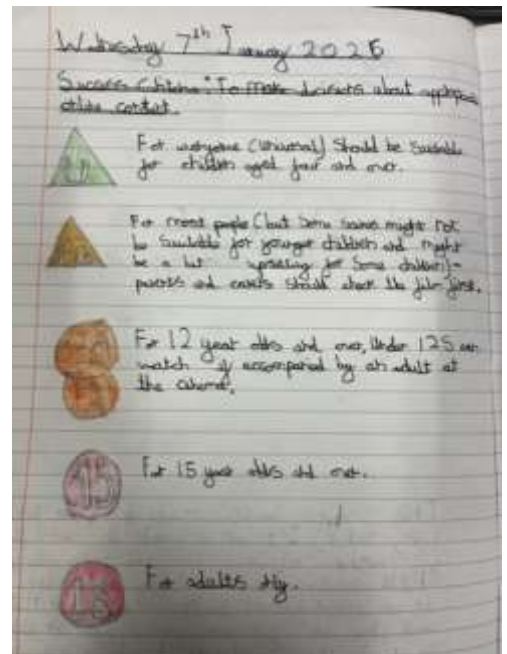 Wednesday 7th January 2026
Success Criteria: To make decisions about appropriate
online content.
U
For everyone (Universal) Should be Suitable
for children aged four and over.
PG
For most people (but Some scenes might not
be Suitable for younger children and might
be a bit upsetting for Some children)-
parents and carers should check the film first.
For 12 year olds and over, Under 12S can
watch if accompanied by an adult at
the cinema.
15
For 15 year olds and over.
18
For adults only.